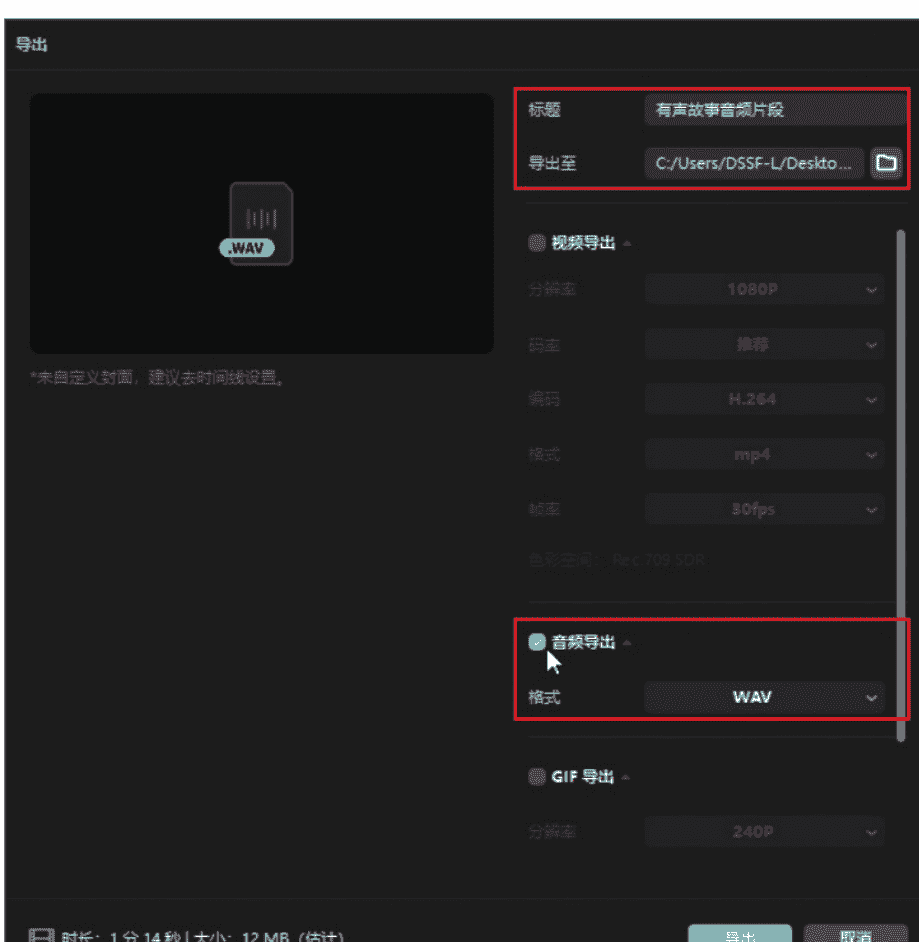 导出
标题 有声故事音频片段
导出至 C:/Users/DSSF-L/Deskto...
.WAV
视频导出
分辨率 1080P
*未自定义封面，建议去时间线设置。
码率 推荐
编码 H.264
格式 mp4
帧率 30fps
色彩空间： Rec.709 SDR
音频导出
格式 WAV
GIF 导出
分辨率 240P
时长：1 分 14 秒 | 大小：12 MB（估计）
导出 取消